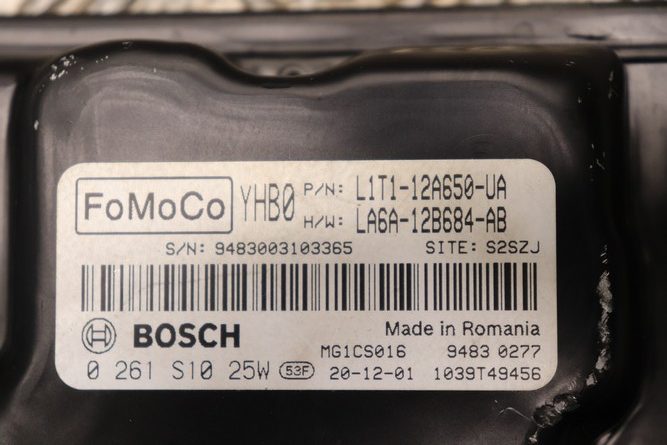 FoMoCo YHB0 P/N: L1T1-12A650-UA
H/W: LA6A-12B684-AB
S/N: 9483003103365 SITE: S2SZJ
BOSCH Made in Romania
MG1CS016 9483 0277
0 261 S10 25W 53F 20-12-01 1039T49456